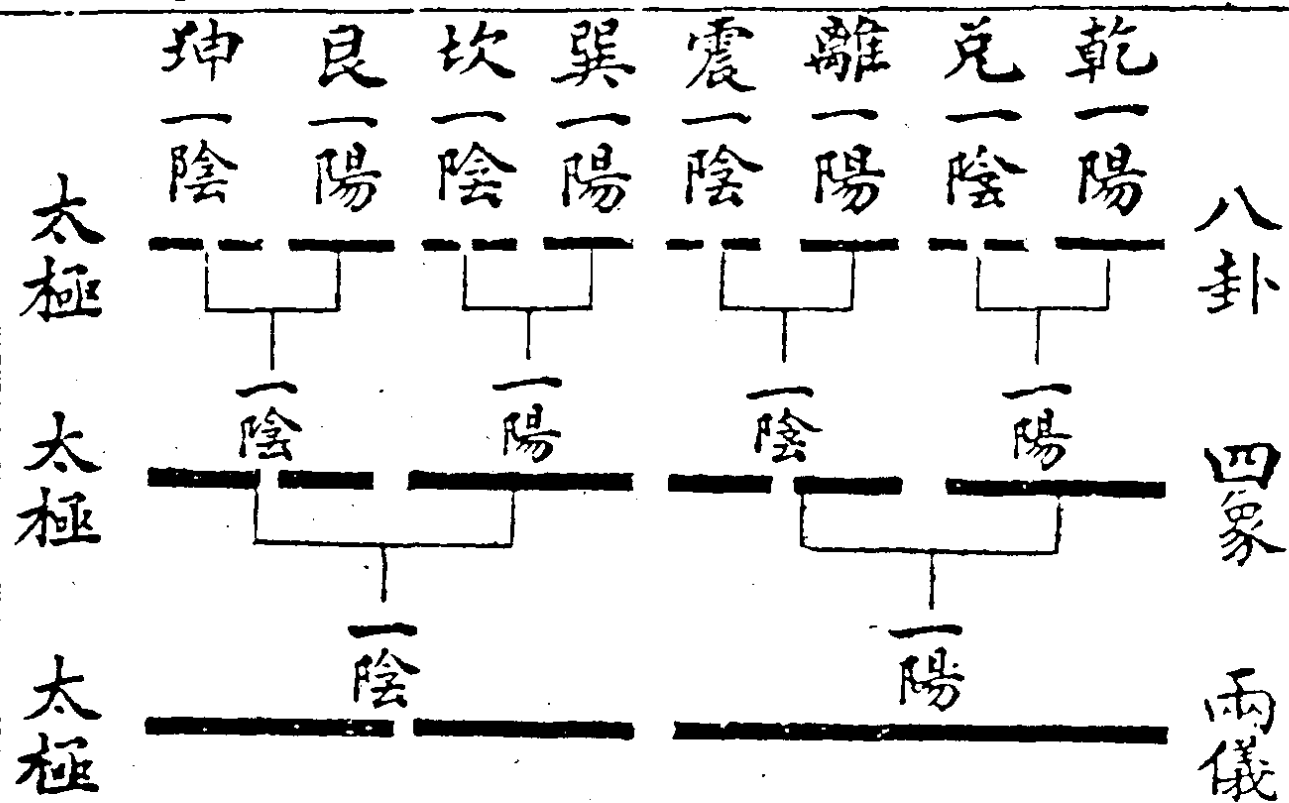 乾 兌 離 震 巽 坎 艮 坤
一陽 一陰 一陽 一陰 一陽 一陰 一陽 一陰
八卦
太極
一陽 一陰 一陽 一陰
四象
太極
一陽 一陰
兩儀
太極